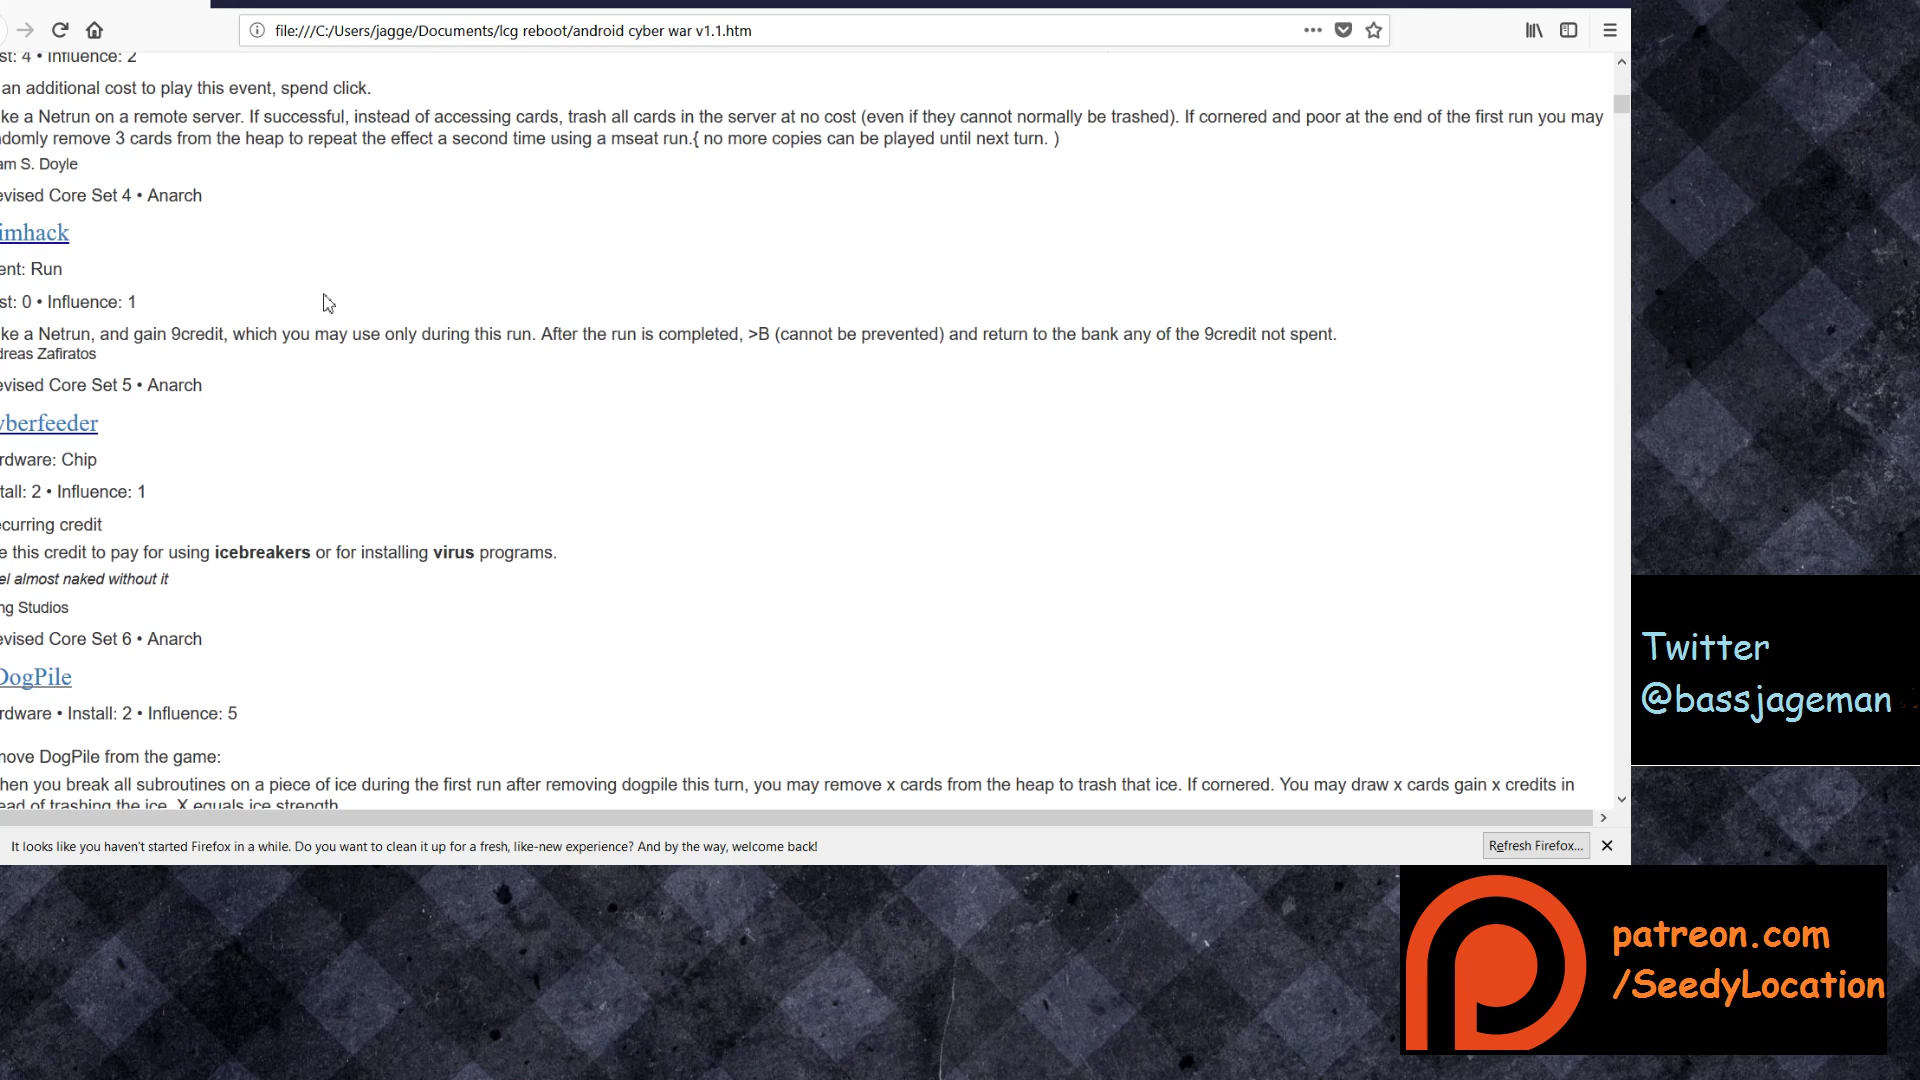 file:///C:/Users/jagge/Documents/lcg reboot/android cyber war v1.1.htm
st: 4 • Influence: 2
an additional cost to play this event, spend click.
ke a Netrun on a remote server. If successful, instead of accessing cards, trash all cards in the server at no cost (even if they cannot normally be trashed). If cornered and poor at the end of the first run you may
domly remove 3 cards from the heap to repeat the effect a second time using a mseat run.{ no more copies can be played until next turn. )
am S. Doyle
evised Core Set 4 • Anarch
imhack
ent: Run
st: 0 • Influence: 1
ke a Netrun, and gain 9credit, which you may use only during this run. After the run is completed, >B (cannot be prevented) and return to the bank any of the 9credit not spent.
dreas Zafiratos
evised Core Set 5 • Anarch
yberfeeder
rdware: Chip
tall: 2 • Influence: 1
ecurring credit
e this credit to pay for using icebreakers or for installing virus programs.
el almost naked without it
ng Studios
evised Core Set 6 • Anarch
DogPile
rdware • Install: 2 • Influence: 5
move DogPile from the game:
hen you break all subroutines on a piece of ice during the first run after removing dogpile this turn, you may remove x cards from the heap to trash that ice. If cornered. You may draw x cards gain x credits in
ead of trashing the ice. X equals ice strength
It looks like you haven't started Firefox in a while. Do you want to clean it up for a fresh, like-new experience? And by the way, welcome back!
Refresh Firefox...
Twitter
@bassjageman
patreon.com
/SeedyLocation